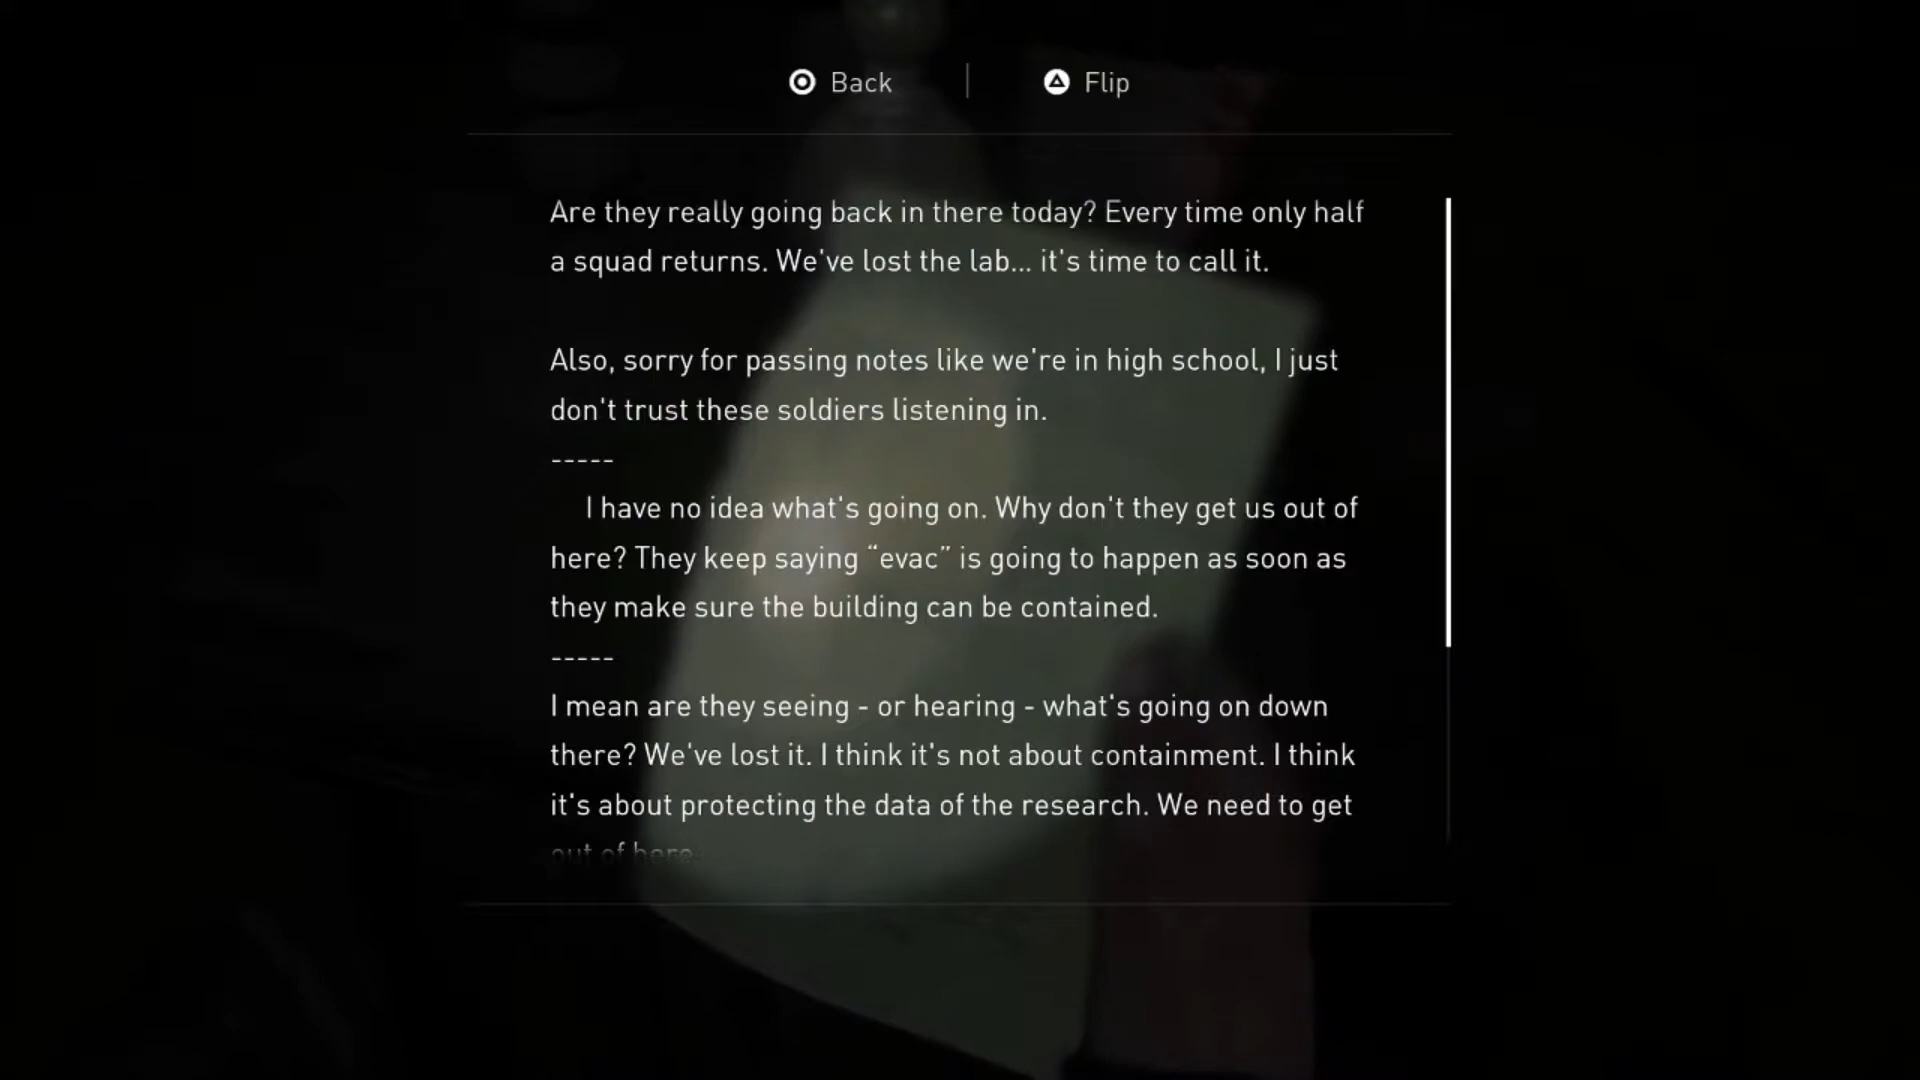 Back | Flip
Are they really going back in there today? Every time only half
a squad returns. We've lost the lab... it's time to call it.
Also, sorry for passing notes like we're in high school, I just
don't trust these soldiers listening in.
-----
I have no idea what's going on. Why don't they get us out of
here? They keep saying “evac” is going to happen as soon as
they make sure the building can be contained.
-----
I mean are they seeing - or hearing - what's going on down
there? We've lost it. I think it's not about containment. I think
it's about protecting the data of the research. We need to get
out of here.